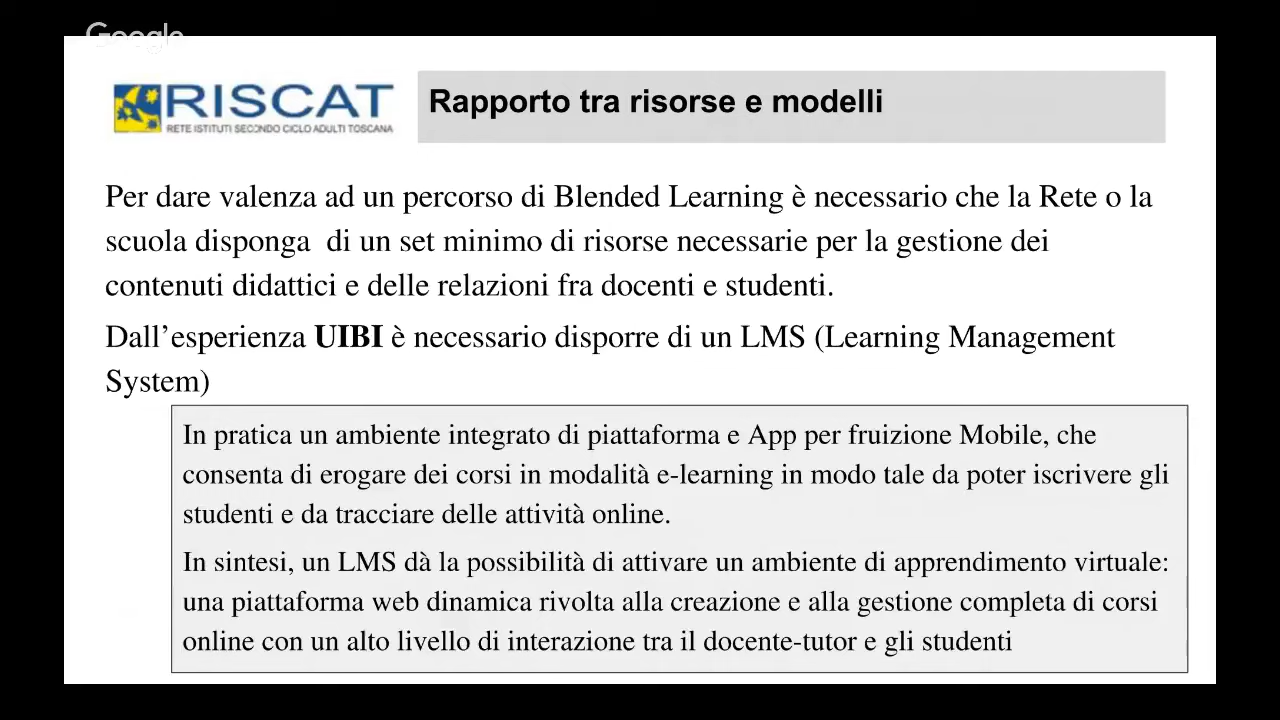 Google
RISCAT
RETE ISTITUTI SECONDO CICLO ADULTI TOSCANA
Rapporto tra risorse e modelli
Per dare valenza ad un percorso di Blended Learning è necessario che la Rete o la
scuola disponga  di un set minimo di risorse necessarie per la gestione dei
contenuti didattici e delle relazioni fra docenti e studenti.
Dall’esperienza UIBI è necessario disporre di un LMS (Learning Management
System)
In pratica un ambiente integrato di piattaforma e App per fruizione Mobile, che
consenta di erogare dei corsi in modalità e-learning in modo tale da poter iscrivere gli
studenti e da tracciare delle attività online.
In sintesi, un LMS dà la possibilità di attivare un ambiente di apprendimento virtuale:
una piattaforma web dinamica rivolta alla creazione e alla gestione completa di corsi
online con un alto livello di interazione tra il docente-tutor e gli studenti